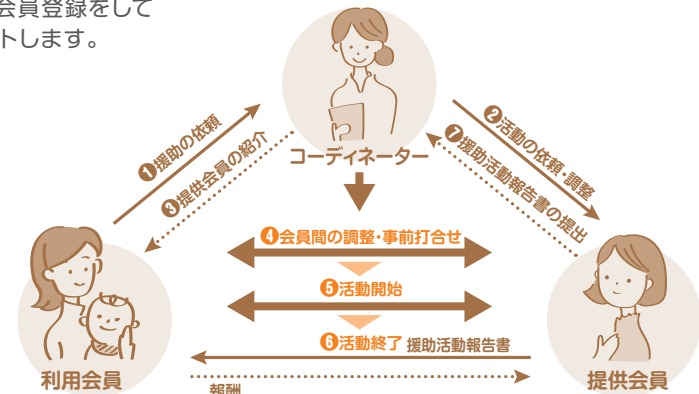 会員登録をして
トします。
コーディネーター
❶援助の依頼
❸提供会員の紹介
❷活動の依頼・調整
❼援助活動報告書の提出
❹会員間の調整・事前打合せ
❺活動開始
❻活動終了 援助活動報告書
利用会員
提供会員
報酬